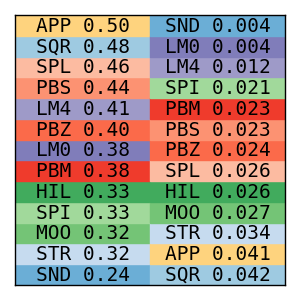 APP 0.50 SND 0.004
SQR 0.48 LM0 0.004
SPL 0.46 LM4 0.012
PBS 0.44 SPI 0.021
LM4 0.41 PBM 0.023
PBZ 0.40 PBS 0.023
LM0 0.38 PBZ 0.024
PBM 0.38 SPL 0.026
HIL 0.33 HIL 0.026
SPI 0.33 MOO 0.027
MOO 0.32 STR 0.034
STR 0.32 APP 0.041
SND 0.24 SQR 0.042